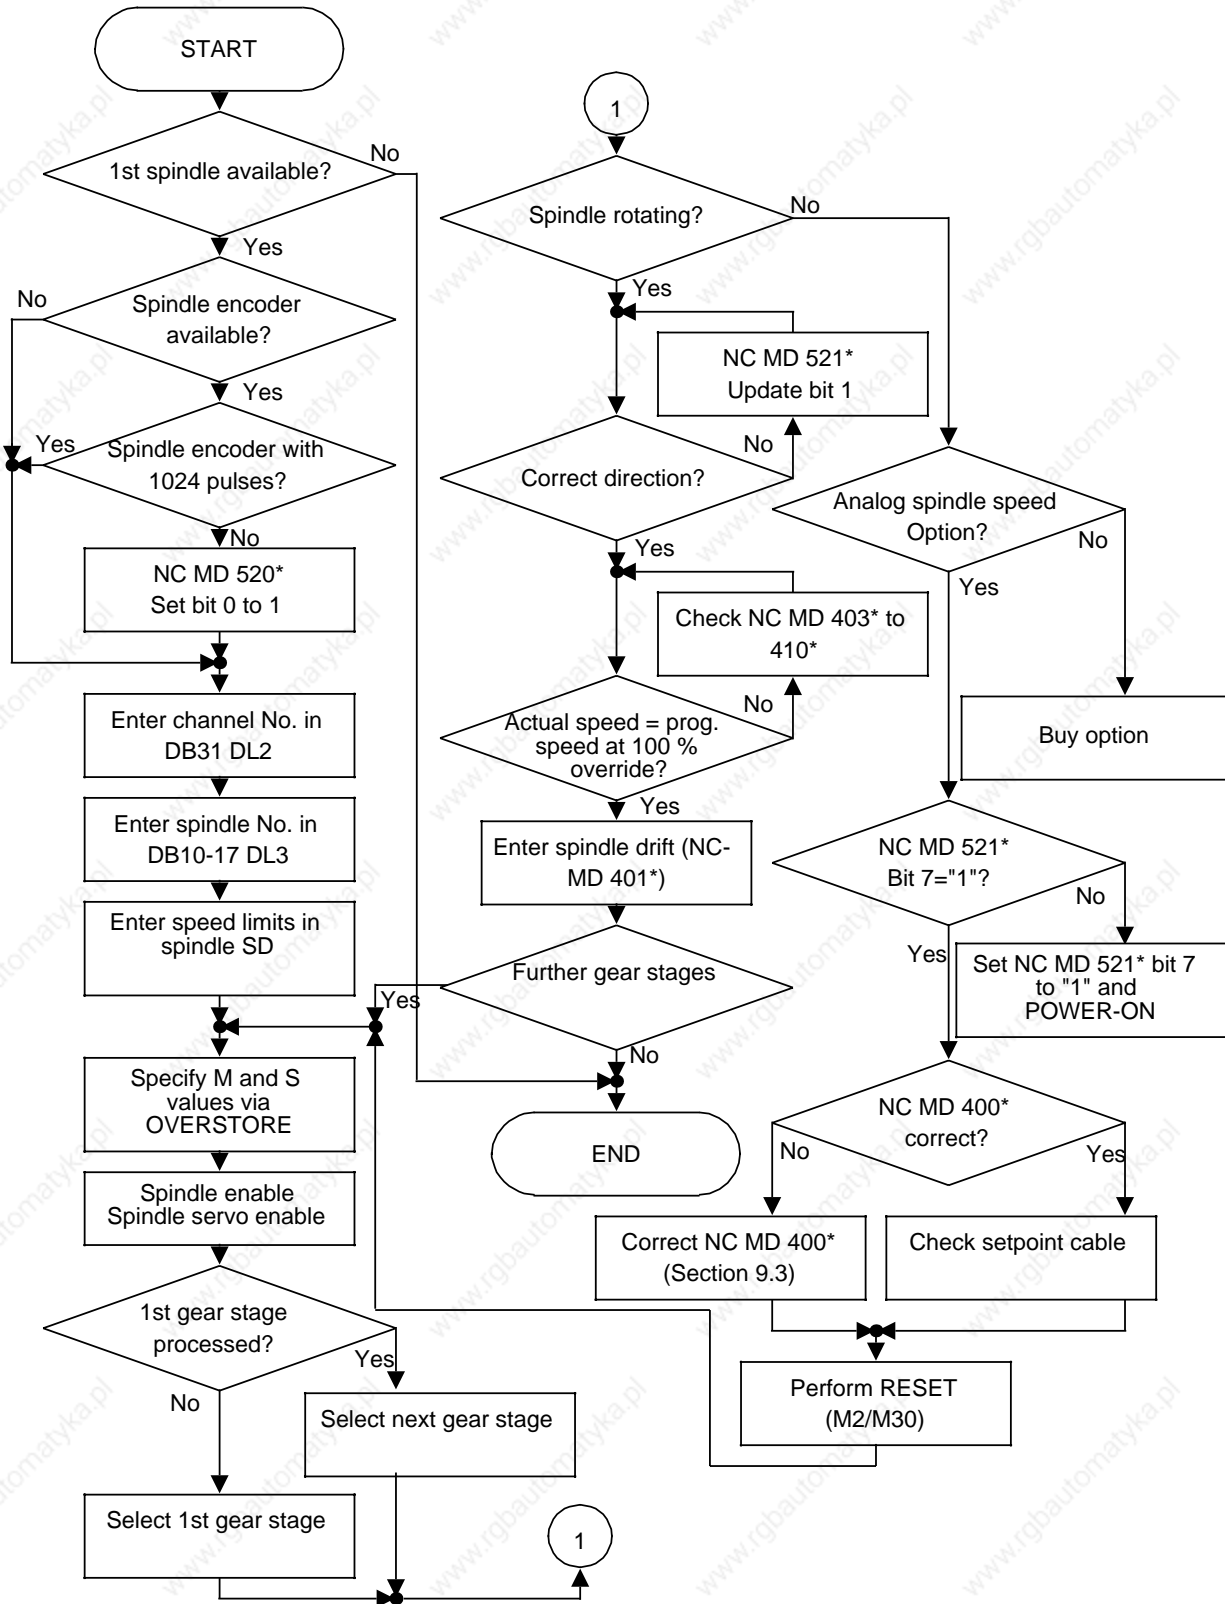 START
1st spindle available?
No
Yes
No
Spindle encoder
available?
Yes
Yes
Spindle encoder with
1024 pulses?
No
NC MD 520*
Set bit 0 to 1
Enter channel No. in
DB31 DL2
Enter spindle No. in
DB10-17 DL3
Enter speed limits in
spindle SD
Specify M and S
values via
OVERSTORE
Spindle enable
Spindle servo enable
1st gear stage
processed?
Yes
No
Select next gear stage
Select 1st gear stage
1
1
Spindle rotating?
No
Yes
NC MD 521*
Update bit 1
No
Correct direction?
Yes
Check NC MD 403* to
410*
No
Actual speed = prog.
speed at 100 %
override?
Yes
Enter spindle drift (NC-
MD 401*)
Further gear stages
Yes
No
END
Analog spindle speed
Option?
No
Yes
Buy option
NC MD 521*
Bit 7="1"?
No
Yes
Set NC MD 521* bit 7
to "1" and
POWER-ON
NC MD 400*
correct?
No
Yes
Correct NC MD 400*
(Section 9.3)
Check setpoint cable
Perform RESET
(M2/M30)
www.rgbautomatyka.pl